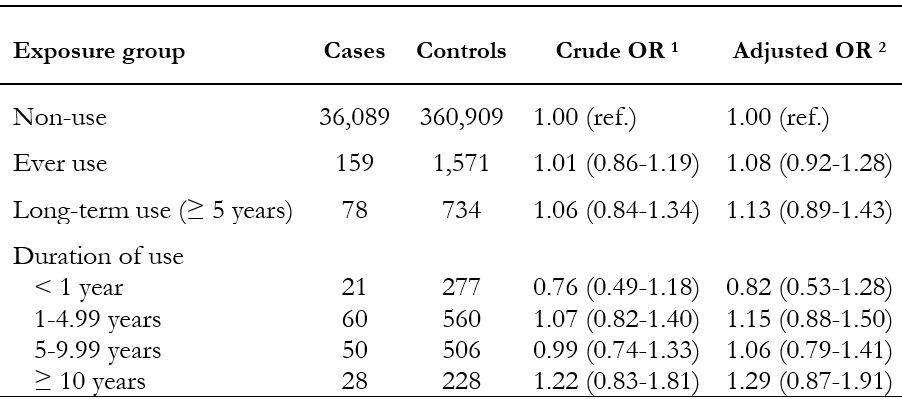 Exposure group Cases Controls Crude OR ¹ Adjusted OR ²
Non-use 36,089 360,909 1.00 (ref.) 1.00 (ref.)
Ever use 159 1,571 1.01 (0.86-1.19) 1.08 (0.92-1.28)
Long-term use (≥ 5 years) 78 734 1.06 (0.84-1.34) 1.13 (0.89-1.43)
Duration of use
< 1 year 21 277 0.76 (0.49-1.18) 0.82 (0.53-1.28)
1-4.99 years 60 560 1.07 (0.82-1.40) 1.15 (0.88-1.50)
5-9.99 years 50 506 0.99 (0.74-1.33) 1.06 (0.79-1.41)
≥ 10 years 28 228 1.22 (0.83-1.81) 1.29 (0.87-1.91)